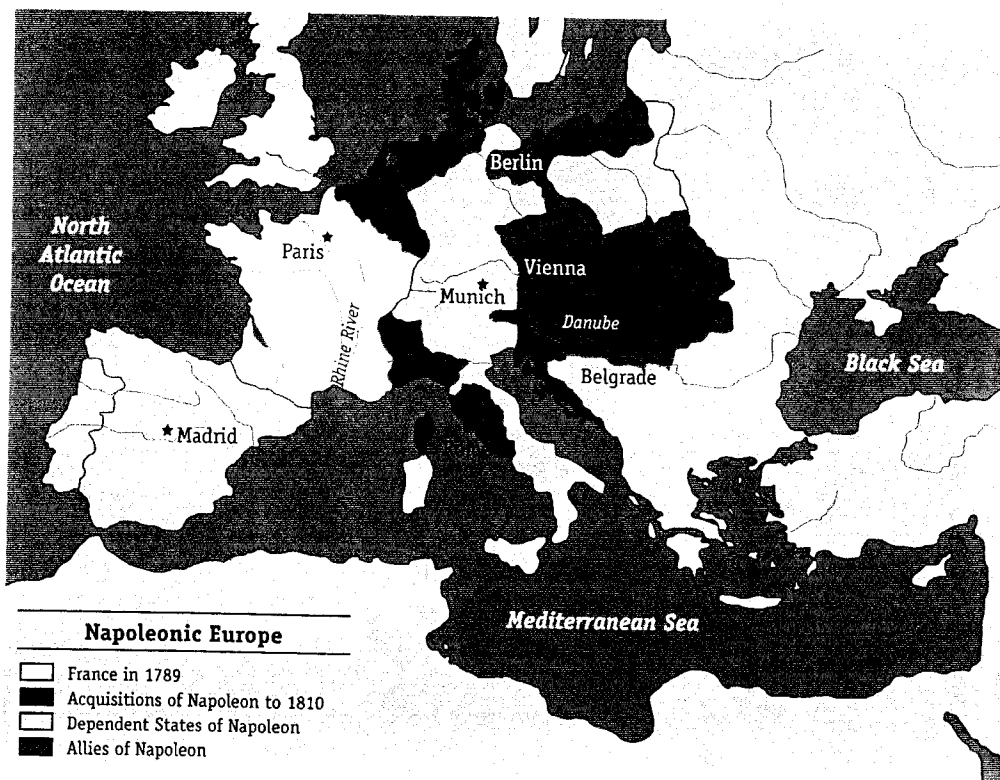 Berlin
North
Atlantic
Ocean
Paris
Vienna
Munich
Rhine River
Danube
Black Sea
Belgrade
Madrid
Mediterranean Sea
Napoleonic Europe
France in 1789
Acquisitions of Napoleon to 1810
Dependent States of Napoleon
Allies of Napoleon